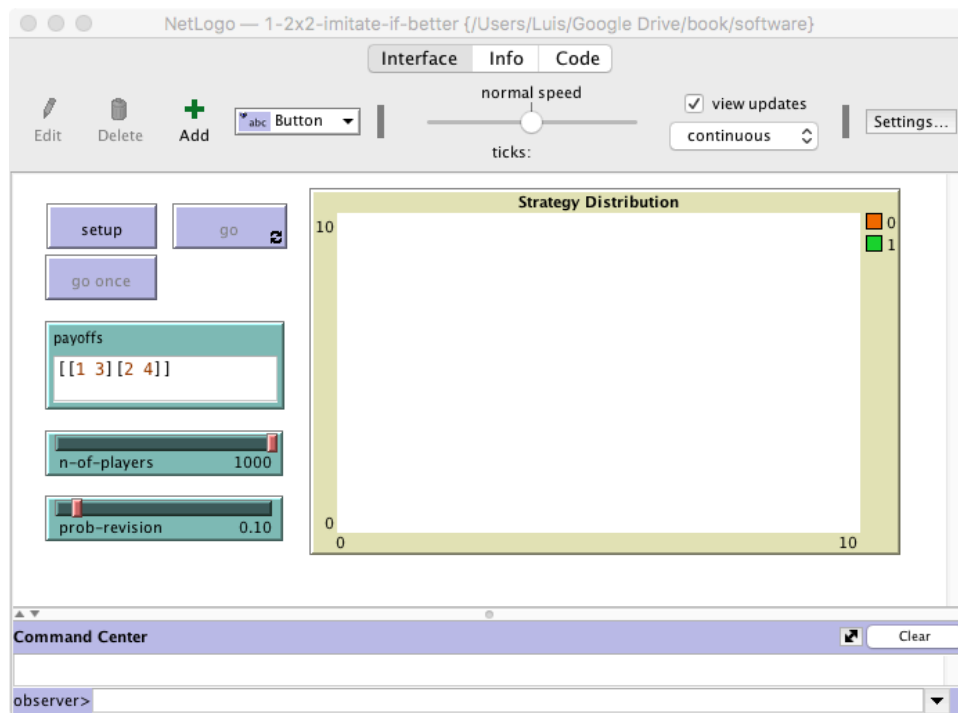 NetLogo — 1-2x2-imitate-if-better {/Users/Luis/Google Drive/book/software}
Interface Info Code
Edit Delete Add abc Button normal speed view updates
continuous Settings...
ticks:
setup go
go once
payoffs
[[1 3][2 4]]
n-of-players 1000
prob-revision 0.10
Strategy Distribution
10
0
0 10
0
1
Command Center Clear
observer>